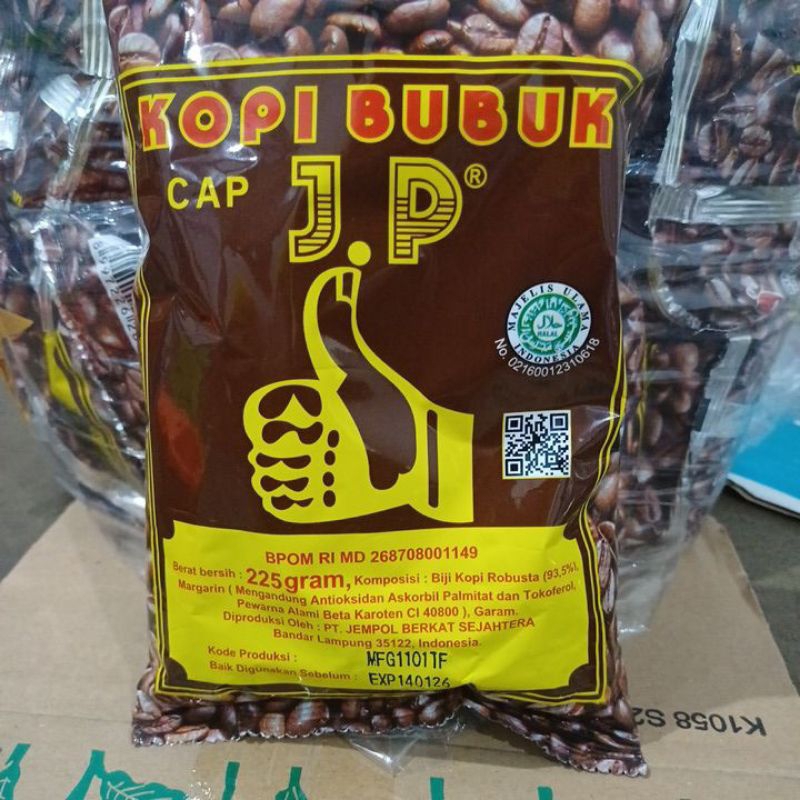 KOPI BUBUK
CAP J.P®
MAJELIS ULAMA INDONESIA
HALAL
No. 02160012310618
BPOM RI MD 268708001149
Berat bersih : 225gram, Komposisi : Biji Kopi Robusta (93,5%),
Margarin ( Mengandung Antioksidan Askorbil Palmitat dan Tokoferol,
Pewarna Alami Beta Karoten CI 40800 ), Garam.
Diproduksi Oleh : PT. JEMPOL BERKAT SEJAHTERA
Bandar Lampung 35122, Indonesia.
Kode Produksi : MFG1101TF
Baik Digunakan Sebelum : EXP140126
K1058 S2